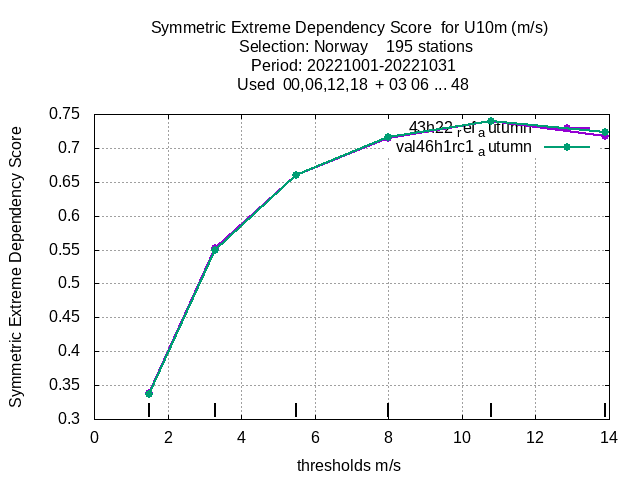 Symmetric Extreme Dependency Score for U10m (m/s)
Selection: Norway 195 stations
Period: 20221001-20221031
Used 00,06,12,18 + 03 06 ... 48
Symmetric Extreme Dependency Score
0.75
0.7
0.65
0.6
0.55
0.5
0.45
0.4
0.35
0.3
43h22_ref_autumn
val46h1rc1_autumn
0 2 4 6 8 10 12 14
thresholds m/s